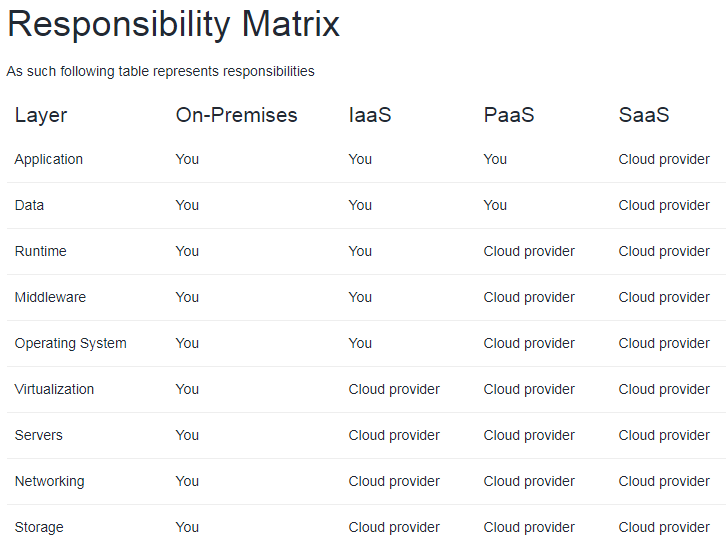 Responsibility Matrix
As such following table represents responsibilities
Layer On-Premises IaaS PaaS SaaS
Application You You You Cloud provider
Data You You You Cloud provider
Runtime You You Cloud provider Cloud provider
Middleware You You Cloud provider Cloud provider
Operating System You You Cloud provider Cloud provider
Virtualization You Cloud provider Cloud provider Cloud provider
Servers You Cloud provider Cloud provider Cloud provider
Networking You Cloud provider Cloud provider Cloud provider
Storage You Cloud provider Cloud provider Cloud provider